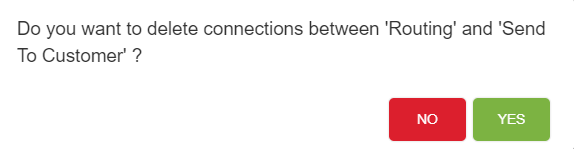 Do you want to delete connections between 'Routing' and 'Send
To Customer' ?
NO YES